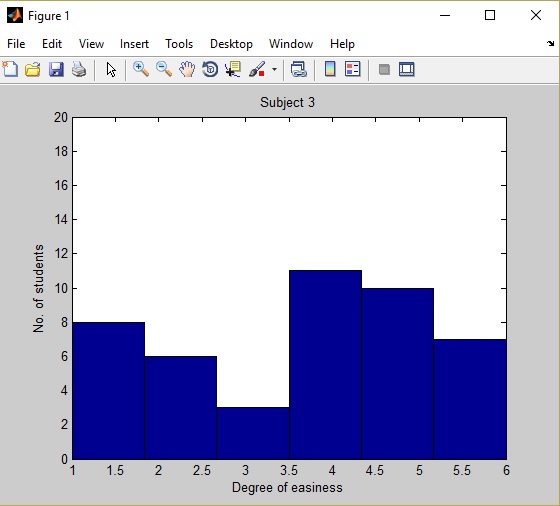 Figure 1
File Edit View Insert Tools Desktop Window Help
Subject 3
20
18
16
14
12
10
8
6
4
2
0
No. of students
1 1.5 2 2.5 3 3.5 4 4.5 5 5.5 6
Degree of easiness